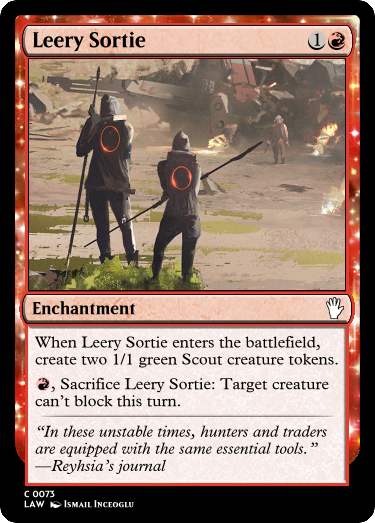 Leery Sortie 1
Enchantment
When Leery Sortie enters the battlefield,
create two 1/1 green Scout creature tokens.
, Sacrifice Leery Sortie: Target creature
can't block this turn.
“In these unstable times, hunters and traders
are equipped with the same essential tools.”
—Reyhsia's journal
C 0073
LAW Ismail Inceoglu